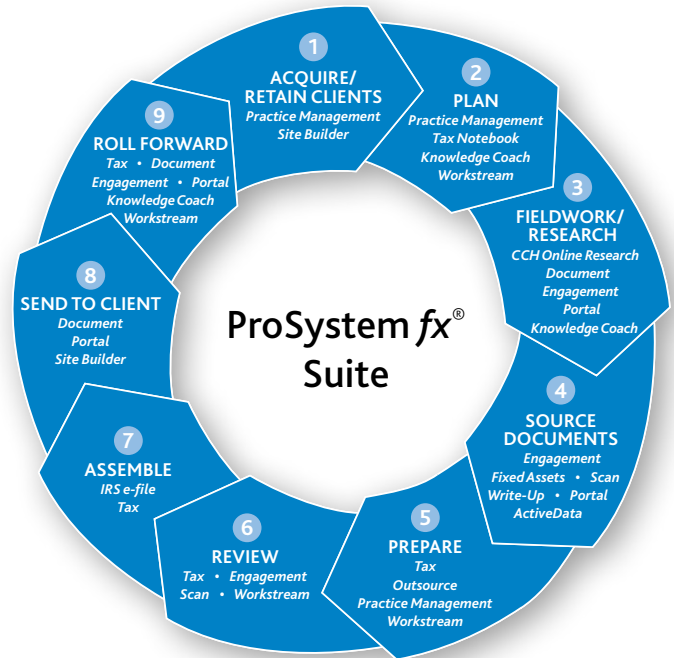 1
ACQUIRE/
RETAIN CLIENTS
Practice Management
Site Builder
2
PLAN
Practice Management
Tax Notebook
Knowledge Coach
Workstream
3
FIELDWORK/
RESEARCH
CCH Online Research
Document
Engagement
Portal
Knowledge Coach
4
SOURCE
DOCUMENTS
Engagement
Fixed Assets • Scan
Write-Up • Portal
ActiveData
5
PREPARE
Tax
Outsource
Practice Management
Workstream
6
REVIEW
Tax • Engagement
Scan • Workstream
7
ASSEMBLE
IRS e-file
Tax
8
SEND TO CLIENT
Document
Portal
Site Builder
9
ROLL FORWARD
Tax • Document
Engagement • Portal
Knowledge Coach
Workstream
ProSystem fx®
Suite